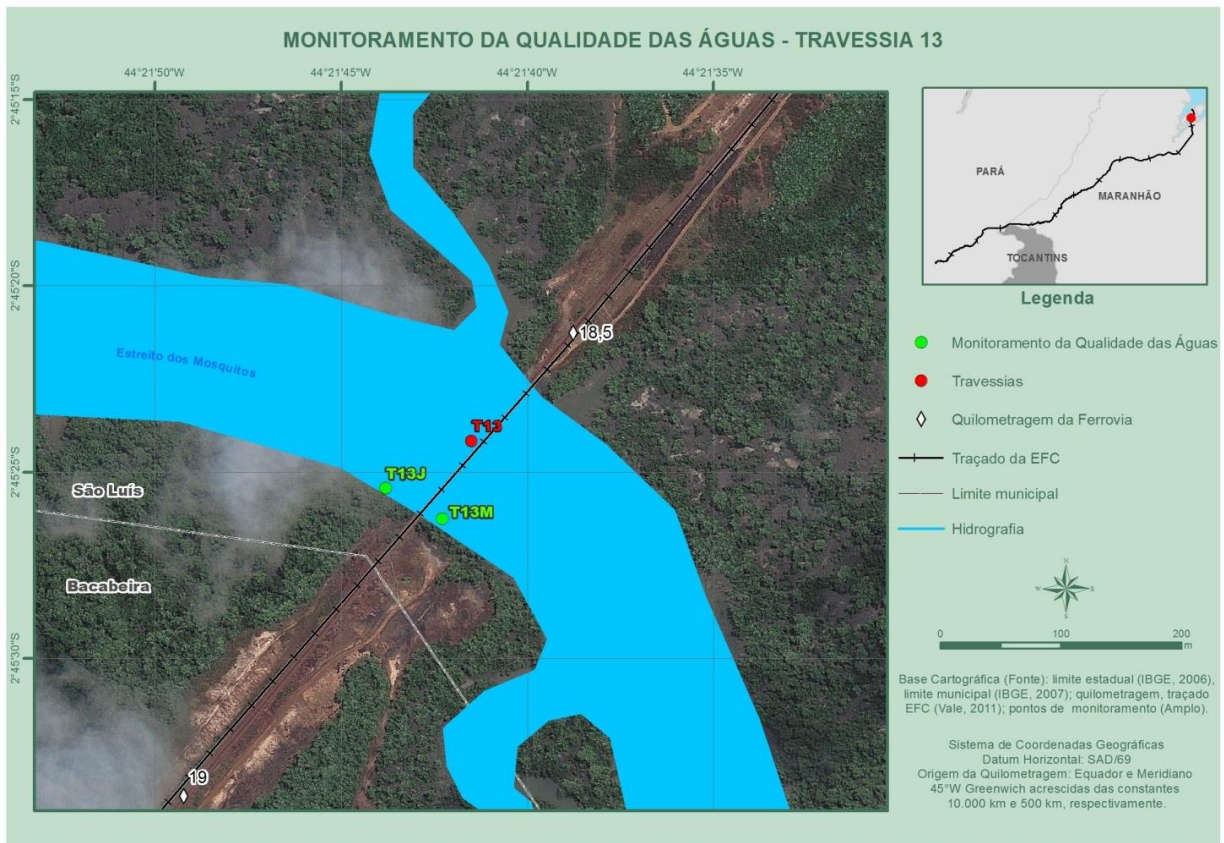 MONITORAMENTO DA QUALIDADE DAS ÁGUAS - TRAVESSIA 13
44°21'50"W 44°21'45"W 44°21'40"W 44°21'35"W
2°45'15"S
2°45'20"S
2°45'25"S
2°45'30"S
18,5
Estreito dos Mosquitos
T13
T13J
T13M
São Luís
Bacabeira
19
PARÁ
MARANHÃO
TOCANTINS
Legenda
Monitoramento da Qualidade das Águas
Travessias
Quilometragem da Ferrovia
Traçado da EFC
Limite municipal
Hidrografia
N
W E
S
0 100 200
m
Base Cartográfica (Fonte): limite estadual (IBGE, 2006),
limite municipal (IBGE, 2007); quilometragem, traçado
EFC (Vale, 2011); pontos de monitoramento (Amplo).
Sistema de Coordenadas Geográficas
Datum Horizontal: SAD/69
Origem da Quilometragem: Equador e Meridiano
45°W Greenwich acrescidas das constantes
10.000 km e 500 km, respectivamente.